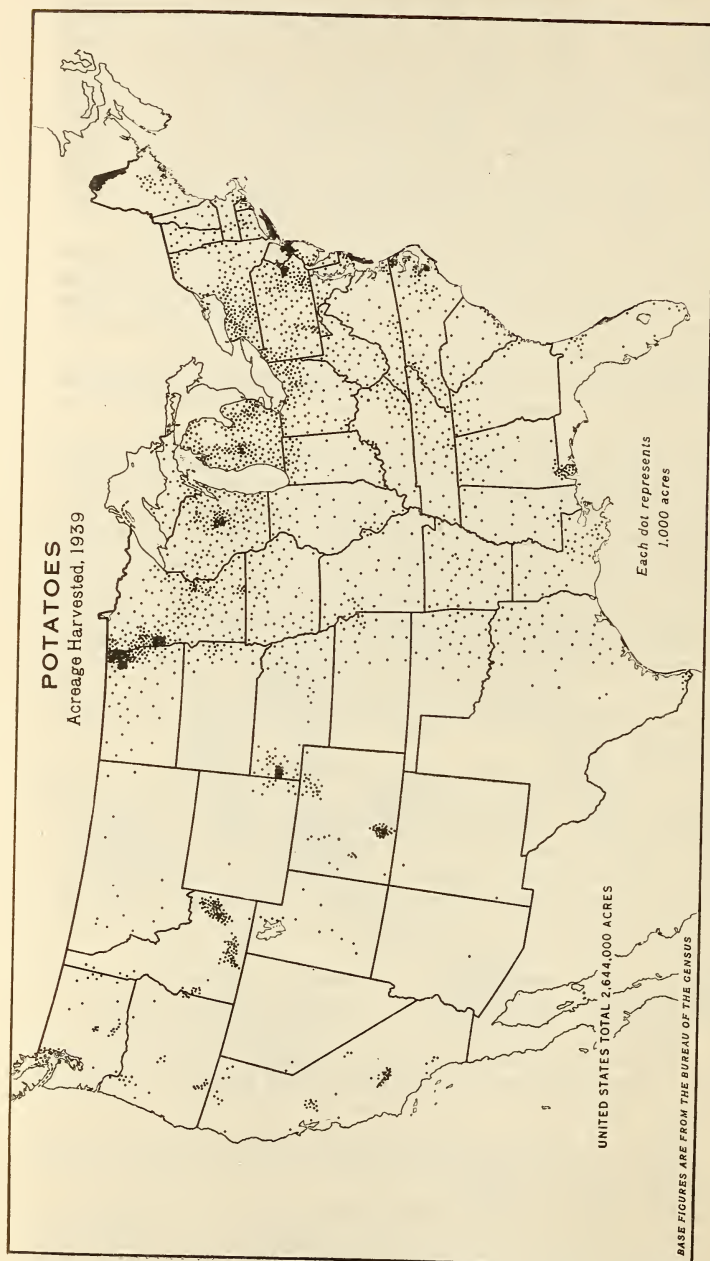 POTATOES
Acreage Harvested, 1939
Each dot represents
1,000 acres
UNITED STATES TOTAL 2,644,000 ACRES
BASE FIGURES ARE FROM THE BUREAU OF THE CENSUS